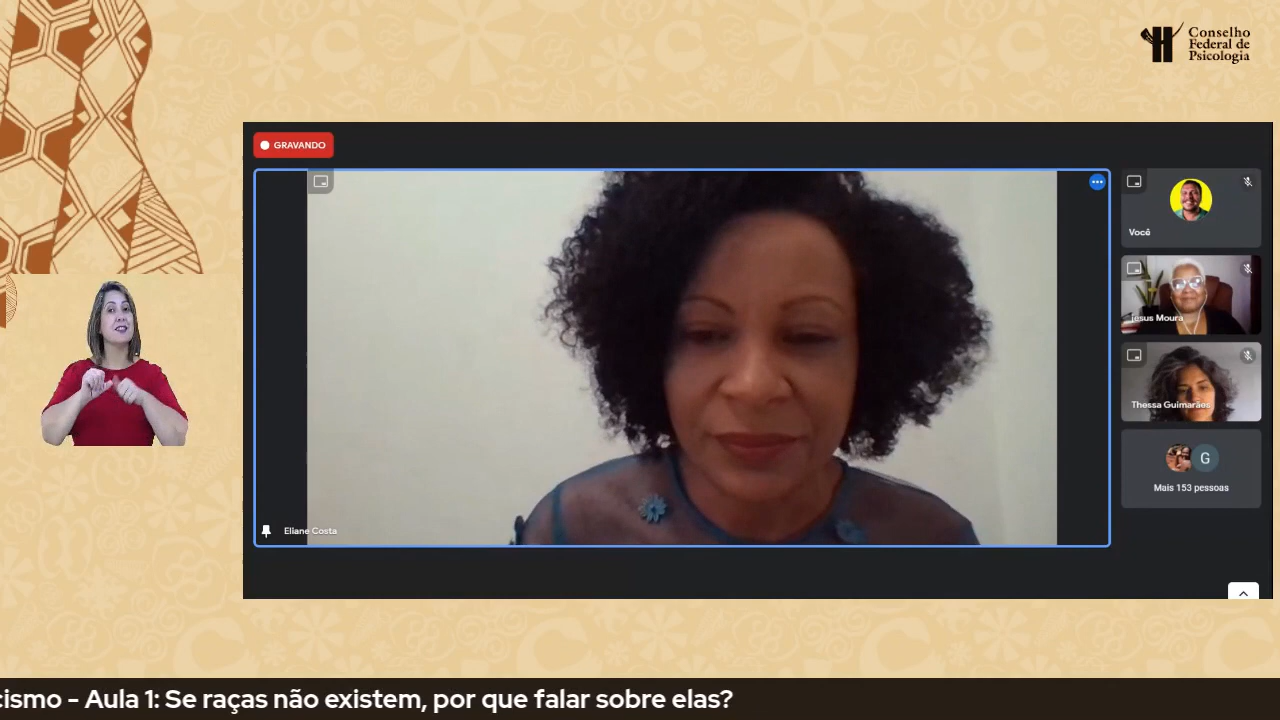 Conselho
Federal de
Psicologia
GRAVANDO
Você
Jesus Moura
Thessa Guimarães
G
Mais 153 pessoas
Eliane Costa
cismo - Aula 1: Se raças não existem, por que falar sobre elas?